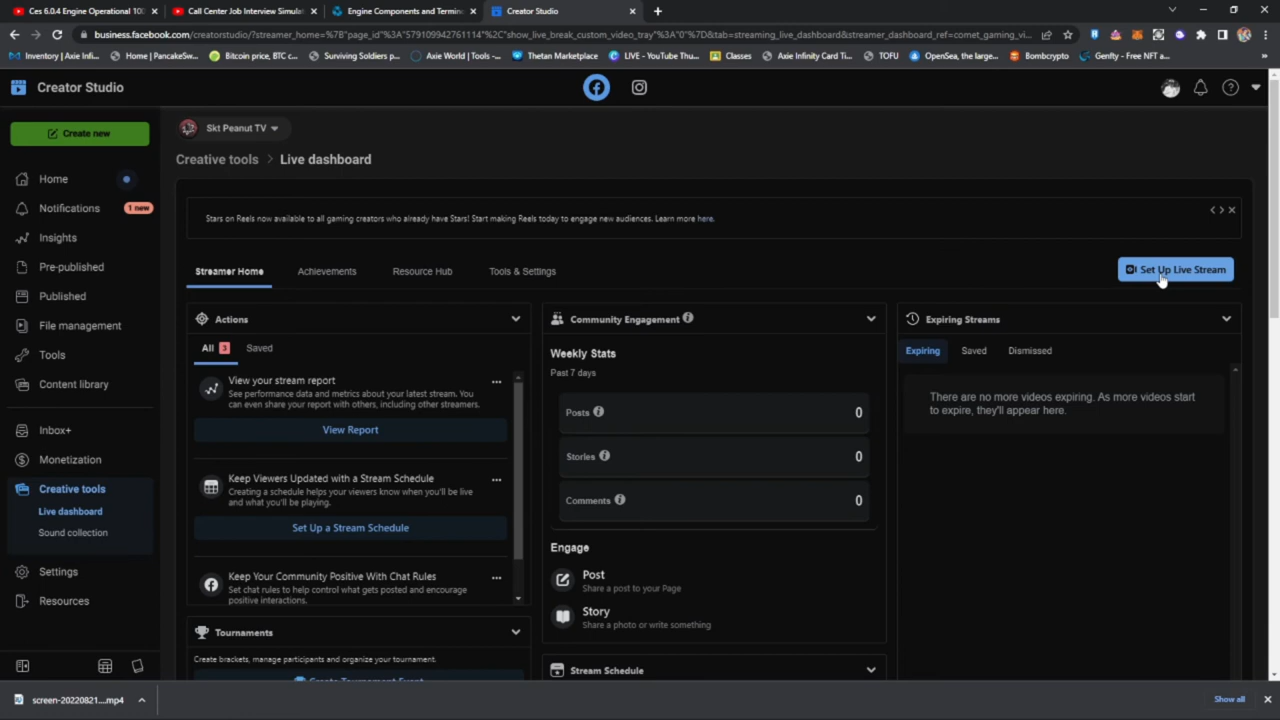 Ces 6.0.4 Engine Operational 100
Call Center Job Interview Simulat
Engine Components and Termino
Creator Studio
business.facebook.com/creatorstudio/?streamer_home=%7B"page_id"%3A"579109942761114"%2C"show_live_break_custom_video_tray"%3A"0"%7D&tab=streaming_live_dashboard&streamer_dashboard_ref=comet_gaming_vi...
Inventory | Axie Infi...
Home | PancakeSw...
Bitcoin price, BTC c...
Surviving Soldiers p...
Axie World | Tools -...
Thetan Marketplace
LIVE - YouTube Thu...
Classes
Axie Infinity Card Ti...
TOFU
OpenSea, the large...
Bombcrypto
Genfty - Free NFT a...
Creator Studio
Create new
Skt Peanut TV
Creative tools > Live dashboard
Home
Notifications 1 new
Insights
Pre-published
Published
File management
Tools
Content library
Inbox+
Monetization
Creative tools
Live dashboard
Sound collection
Settings
Resources
Stars on Reels now available to all gaming creators who already have Stars! Start making Reels today to engage new audiences. Learn more here.
Streamer Home
Achievements
Resource Hub
Tools & Settings
Set Up Live Stream
Actions
All 3
Saved
View your stream report
See performance data and metrics about your latest stream. You
can even share your report with others, including other streamers.
View Report
Keep Viewers Updated with a Stream Schedule
Creating a schedule helps your viewers know when you'll be live
and what you'll be playing.
Set Up a Stream Schedule
Keep Your Community Positive With Chat Rules
Set chat rules to help control what gets posted and encourage
positive interactions.
Tournaments
Create brackets, manage participants and organize your tournament.
Create Tournament Event
Community Engagement
Weekly Stats
Past 7 days
Posts 0
Stories 0
Comments 0
Engage
Post
Share a post to your Page
Story
Share a photo or write something
Stream Schedule
Expiring Streams
Expiring
Saved
Dismissed
There are no more videos expiring. As more videos start
to expire, they'll appear here.
screen-20220821....mp4
Show all